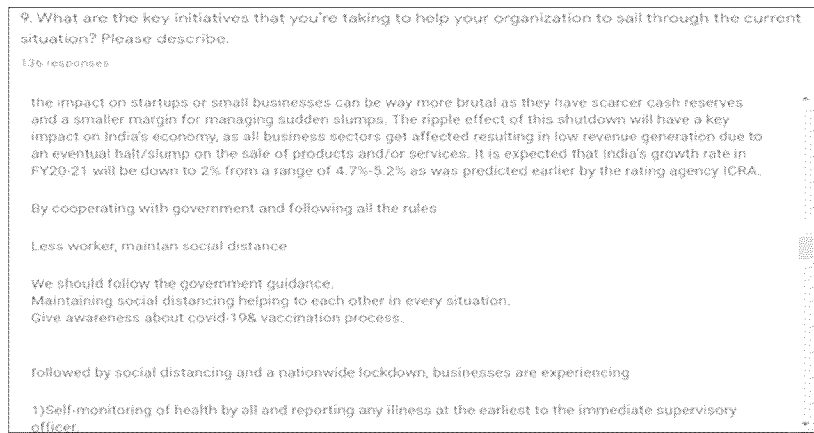 9. What are the key initiatives that you're taking to help your organization to sail through the current
situation? Please describe.
136 responses
the impact on startups or small businesses can be way more brutal as they have scarcer cash reserves
and a smaller margin for managing sudden slumps. The ripple effect of this shutdown will have a key
impact on India's economy, as all business sectors get affected resulting in low revenue generation due to
an eventual halt/slump on the sale of products and/or services. It is expected that India's growth rate in
FY20-21 will be down to 2% from a range of 4.7%-5.2% as was predicted earlier by the rating agency ICRA.
By cooperating with government and following all the rules
Less worker, maintan social distance
We should follow the government guidance.
Maintaining social distancing helping to each other in every situation.
Give awareness about covid-19& vaccination process.
followed by social distancing and a nationwide lockdown, businesses are experiencing
1)Self-monitoring of health by all and reporting any illness at the earliest to the immediate supervisory
officer.